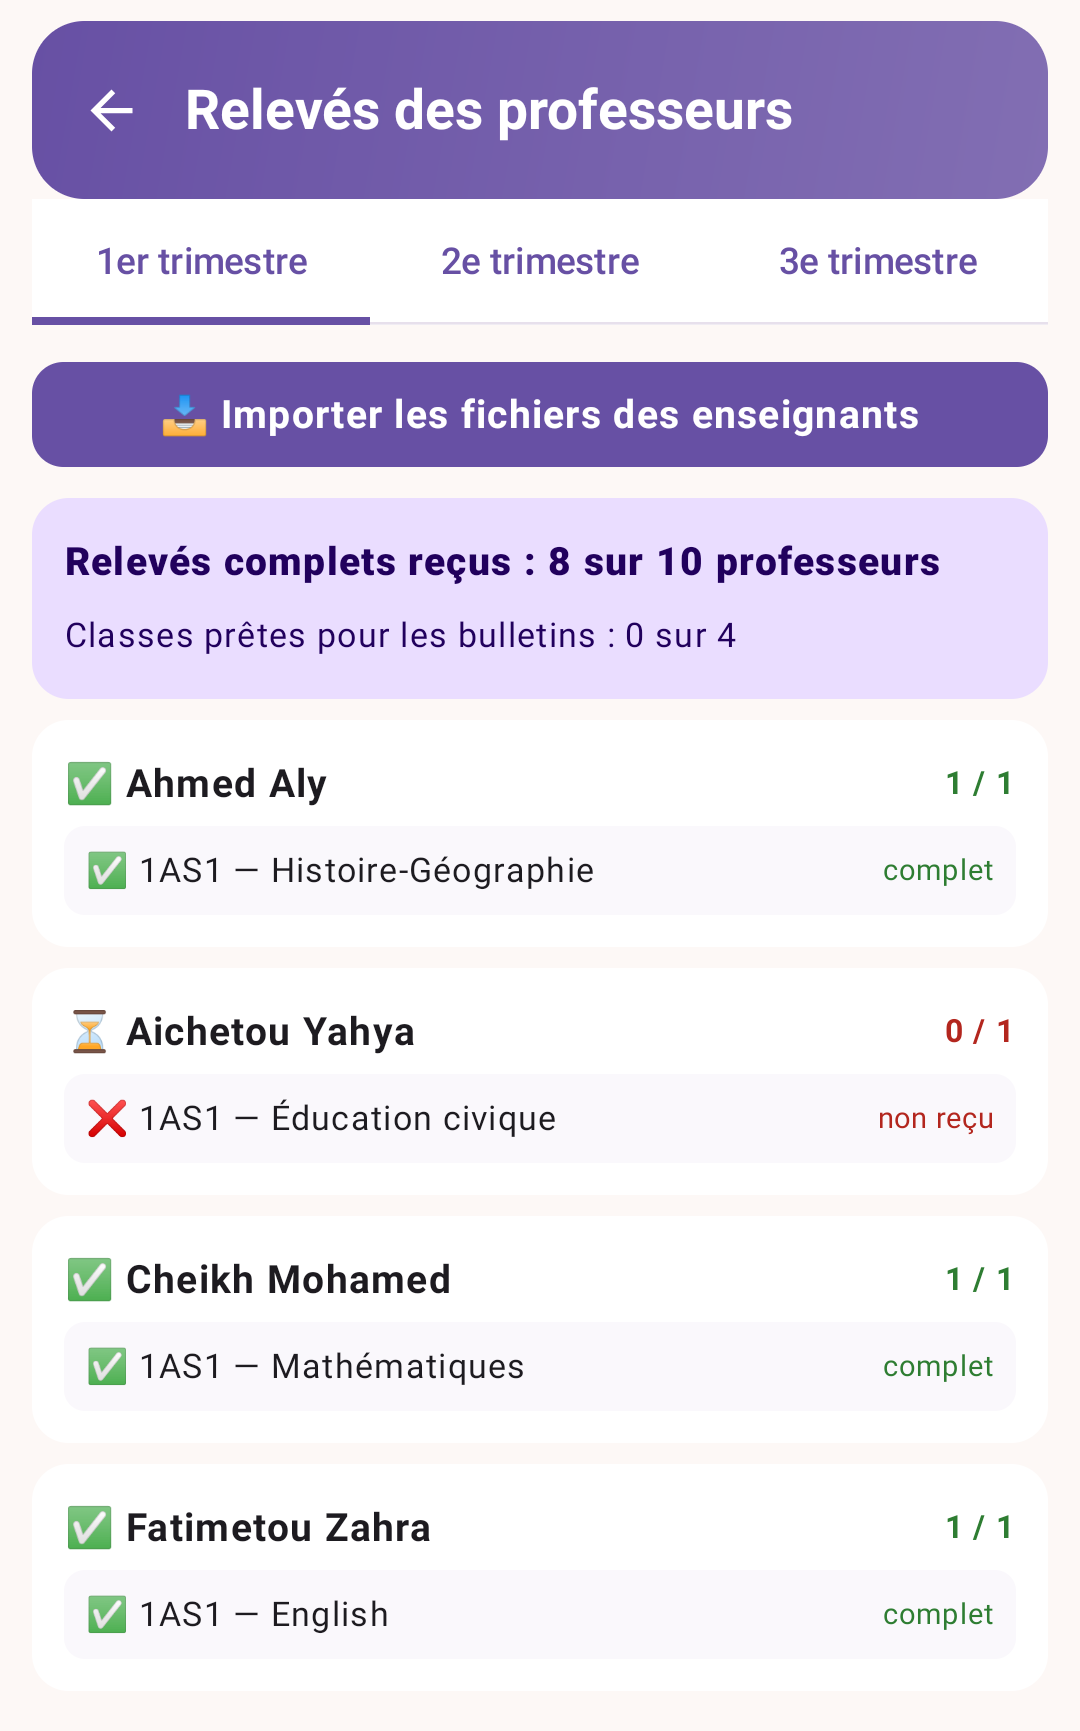 Relevés des professeurs
1er trimestre 2e trimestre 3e trimestre
Importer les fichiers des enseignants
Relevés complets reçus : 8 sur 10 professeurs
Classes prêtes pour les bulletins : 0 sur 4
Ahmed Aly 1 / 1
1AS1 — Histoire-Géographie complet
Aichetou Yahya 0 / 1
1AS1 — Éducation civique non reçu
Cheikh Mohamed 1 / 1
1AS1 — Mathématiques complet
Fatimetou Zahra 1 / 1
1AS1 — English complet